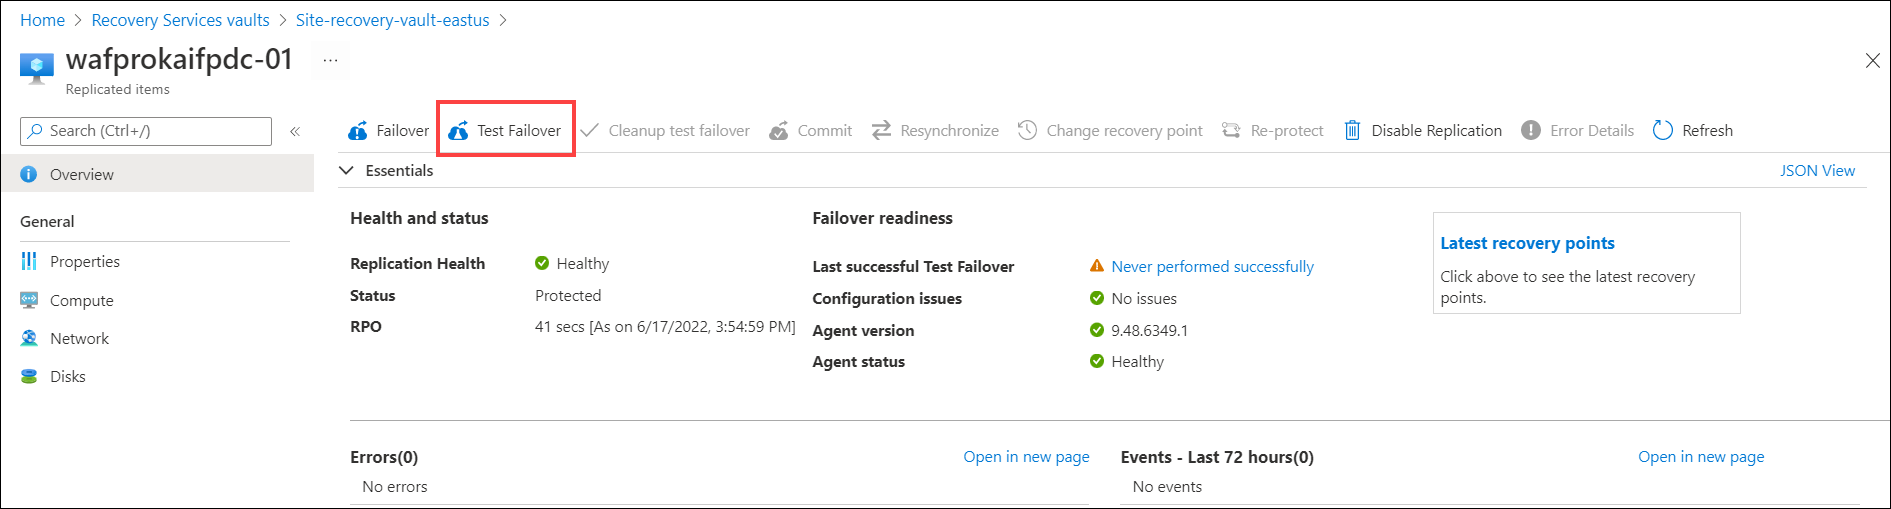 Home > Recovery Services vaults > Site-recovery-vault-eastus >
wafprokaifpdc-01 ...
Replicated items
Search (Ctrl+/) «
Failover Test Failover Cleanup test failover Commit Resynchronize Change recovery point Re-protect Disable Replication Error Details Refresh
Overview
General
Properties
Compute
Network
Disks
Essentials JSON View
Health and status
Replication Health Healthy
Status Protected
RPO 41 secs [As on 6/17/2022, 3:54:59 PM]
Failover readiness
Last successful Test Failover Never performed successfully
Configuration issues No issues
Agent version 9.48.6349.1
Agent status Healthy
Latest recovery points
Click above to see the latest recovery
points.
Errors(0) Open in new page
No errors
Events - Last 72 hours(0) Open in new page
No events